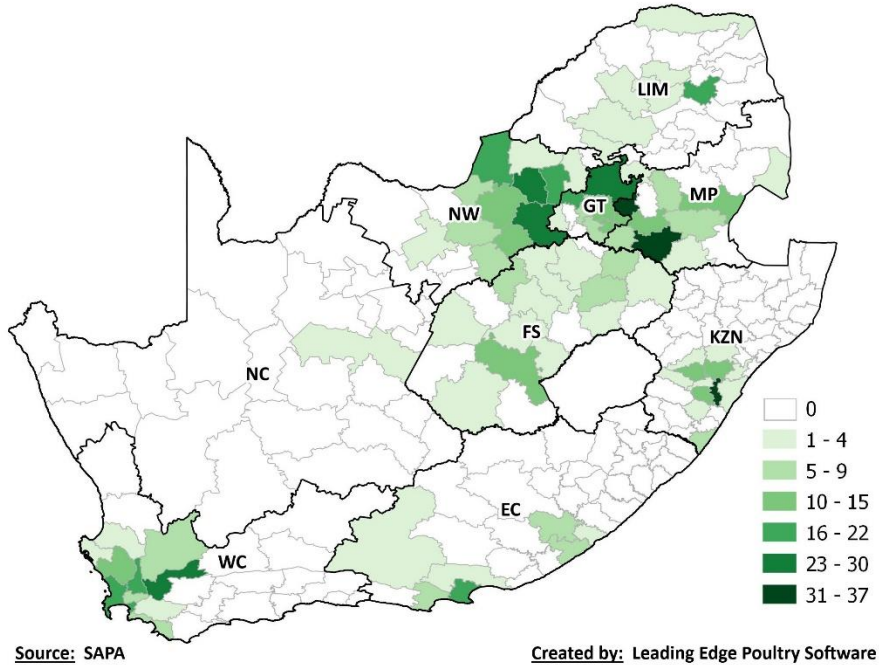 LIM
MP
NW
GT
FS
KZN
NC
EC
WC
0
1 - 4
5 - 9
10 - 15
16 - 22
23 - 30
31 - 37
Source: SAPA
Created by: Leading Edge Poultry Software